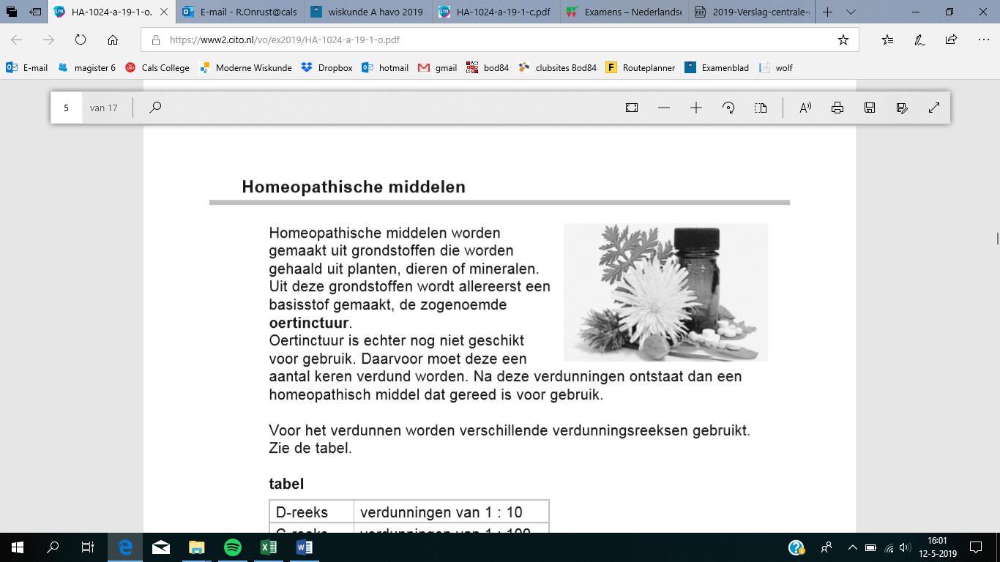 HA-1024-a-19-1-o.
E-mail - R.Onrust@cals
wiskunde A havo 2019
HA-1024-a-19-1-c.pdf
Examens – Nederlandse
2019-Verslag-centrale-
https://www2.cito.nl/vo/ex2019/HA-1024-a-19-1-o.pdf
E-mail magister 6 Cals College Moderne Wiskunde Dropbox hotmail gmail bod84 clubsites Bod84 Routeplanner Examenblad wolf
5 van 17
Homeopathische middelen
Homeopathische middelen worden
gemaakt uit grondstoffen die worden
gehaald uit planten, dieren of mineralen.
Uit deze grondstoffen wordt allereerst een
basisstof gemaakt, de zogenoemde
oertinctuur.
Oertinctuur is echter nog niet geschikt
voor gebruik. Daarvoor moet deze een
aantal keren verdund worden. Na deze verdunningen ontstaat dan een
homeopathisch middel dat gereed is voor gebruik.
Voor het verdunnen worden verschillende verdunningsreeksen gebruikt.
Zie de tabel.
tabel
D-reeks verdunningen van 1 : 10
C-reeks verdunningen van 1 : 100
16:01
12-5-2019